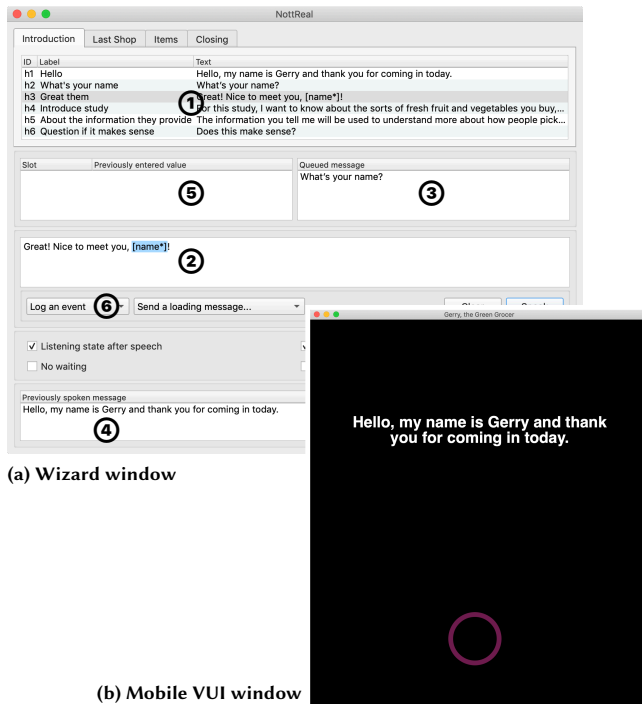 NottReal
Introduction Last Shop Items Closing
ID Label Text
h1 Hello Hello, my name is Gerry and thank you for coming in today.
h2 What's your name What's your name?
h3 Great them Great! Nice to meet you, [name*]!
h4 Introduce study For this study, I want to know about the sorts of fresh fruit and vegetables you buy,...
h5 About the information they provide The information you tell me will be used to understand more about how people pick...
h6 Question if it makes sense Does this make sense?
1
Slot Previously entered value Queued message
What's your name?
5 3
Great! Nice to meet you, [name*]!
2
Log an event 6 Send a loading message...
Listening state after speech
No waiting
Previously spoken message
Hello, my name is Gerry and thank you for coming in today.
4
(a) Wizard window
Gerry, the Green Grocer
Hello, my name is Gerry and thank
you for coming in today.
(b) Mobile VUI window